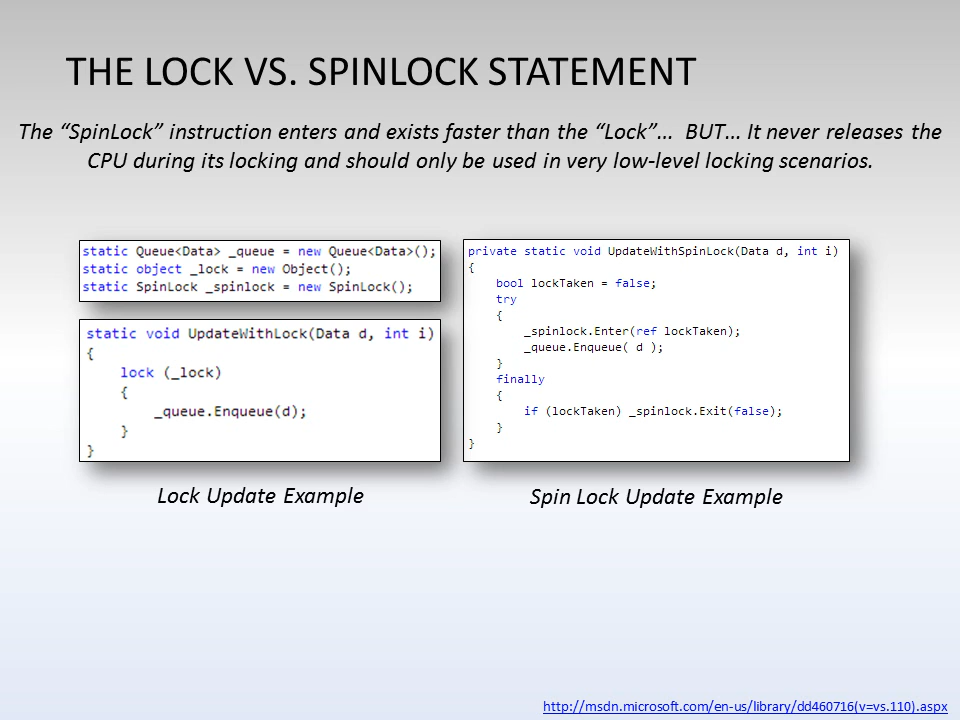 THE LOCK VS. SPINLOCK STATEMENT
The “SpinLock” instruction enters and exists faster than the “Lock”... BUT... It never releases the
CPU during its locking and should only be used in very low-level locking scenarios.
static Queue<Data> _queue = new Queue<Data>();
static object _lock = new Object();
static SpinLock _spinlock = new SpinLock();
static void UpdateWithLock(Data d, int i)
{
    lock (_lock)
    {
        _queue.Enqueue(d);
    }
}
Lock Update Example
private static void UpdateWithSpinLock(Data d, int i)
{
    bool lockTaken = false;
    try
    {
        _spinlock.Enter(ref lockTaken);
        _queue.Enqueue( d );
    }
    finally
    {
        if (lockTaken) _spinlock.Exit(false);
    }
}
Spin Lock Update Example
http://msdn.microsoft.com/en-us/library/dd460716(v=vs.110).aspx